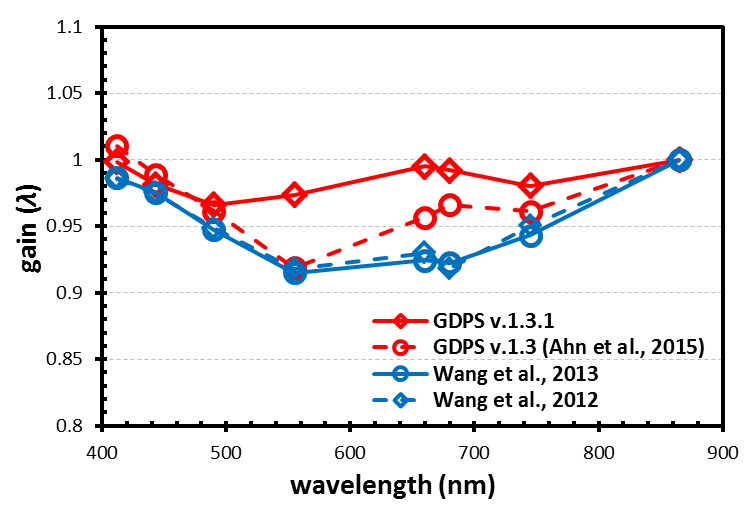 1.1
1.05
1
0.95
0.9
0.85
0.8
gain (λ)
GDPS v.1.3.1
GDPS v.1.3 (Ahn et al., 2015)
Wang et al., 2013
Wang et al., 2012
400 500 600 700 800 900
wavelength (nm)